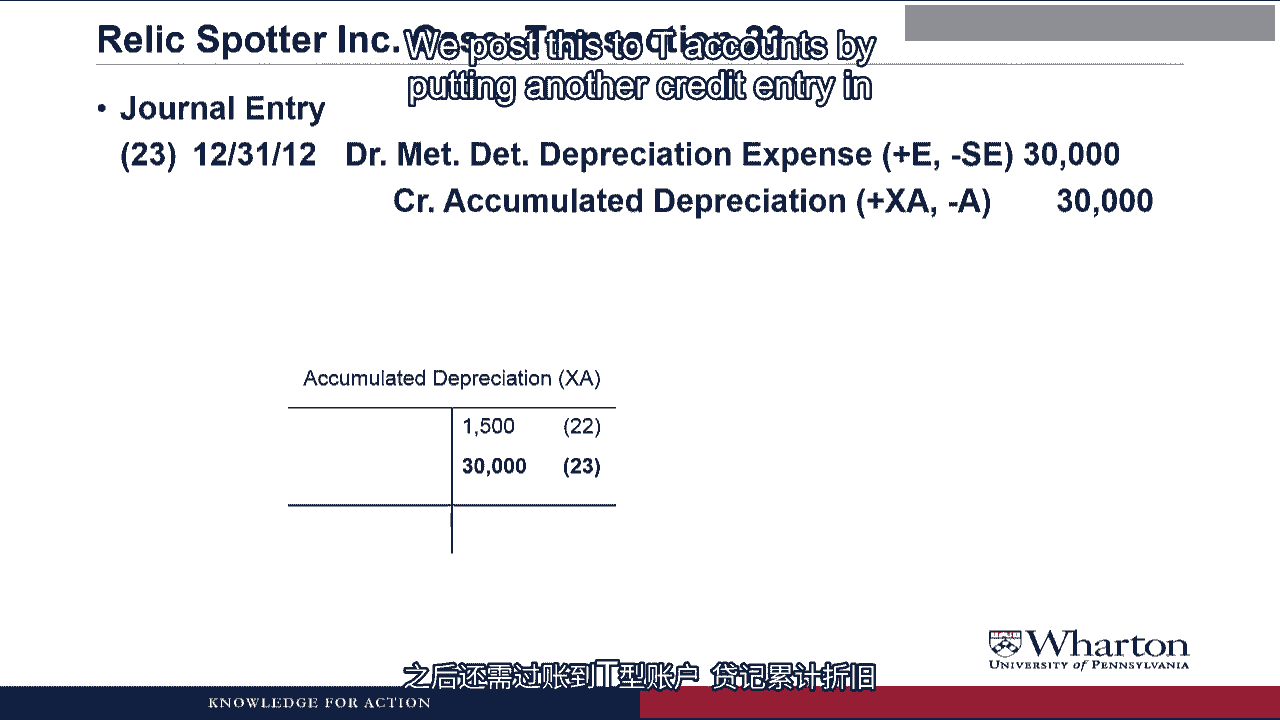 Relic Spotter Inc. Case: Transaction 23
We post this to T accounts by
putting another credit entry in
• Journal Entry
(23) 12/31/12 Dr. Met. Det. Depreciation Expense (+E, -SE) 30,000
Cr. Accumulated Depreciation (+XA, -A) 30,000
Accumulated Depreciation (XA)
1,500 (22)
30,000 (23)
Wharton
UNIVERSITY of PENNSYLVANIA
之后还需过账到T型账户 贷记累计折旧
KNOWLEDGE FOR ACTION